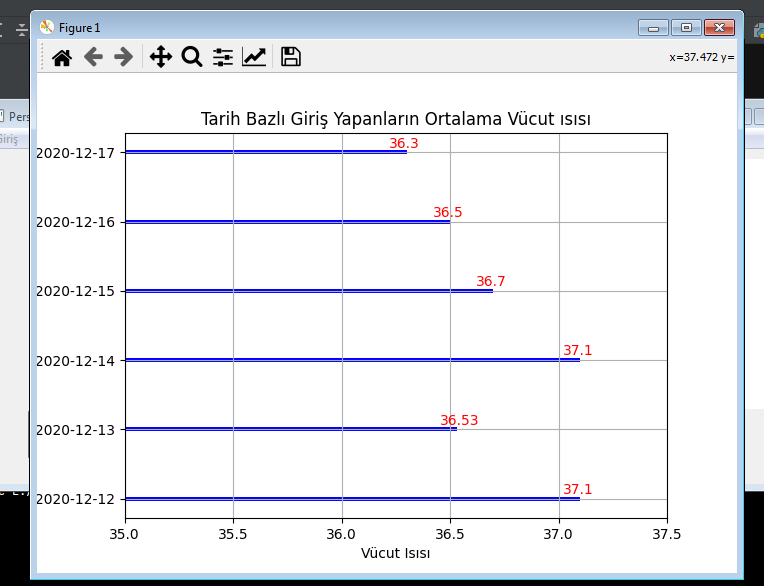 Figure 1
x=37.472 y=
Pers
Giriş
Tarih Bazlı Giriş Yapanların Ortalama Vücut ısısı
2020-12-17
36.3
2020-12-16
36.5
2020-12-15
36.7
2020-12-14
37.1
2020-12-13
36.53
2020-12-12
37.1
35.0 35.5 36.0 36.5 37.0 37.5
Vücut Isısı